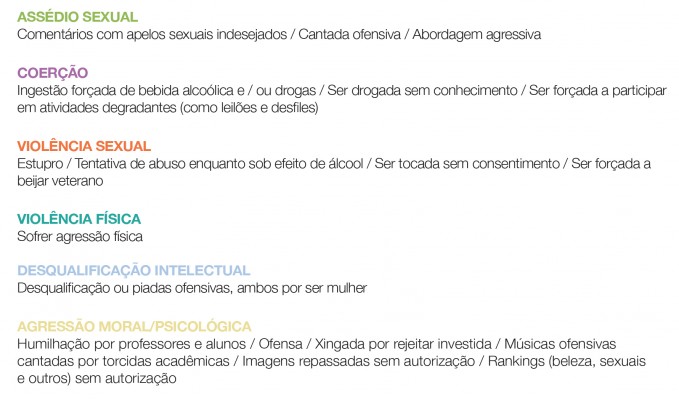 ASSÉDIO SEXUAL
Comentários com apelos sexuais indesejados / Cantada ofensiva / Abordagem agressiva
COERÇÃO
Ingestão forçada de bebida alcoólica e / ou drogas / Ser drogada sem conhecimento / Ser forçada a participar
em atividades degradantes (como leilões e desfiles)
VIOLÊNCIA SEXUAL
Estupro / Tentativa de abuso enquanto sob efeito de álcool / Ser tocada sem consentimento / Ser forçada a
beijar veterano
VIOLÊNCIA FÍSICA
Sofrer agressão física
DESQUALIFICAÇÃO INTELECTUAL
Desqualificação ou piadas ofensivas, ambos por ser mulher
AGRESSÃO MORAL/PSICOLÓGICA
Humilhação por professores e alunos / Ofensa / Xingada por rejeitar investida / Músicas ofensivas
cantadas por torcidas acadêmicas / Imagens repassadas sem autorização / Rankings (beleza, sexuais
e outros) sem autorização